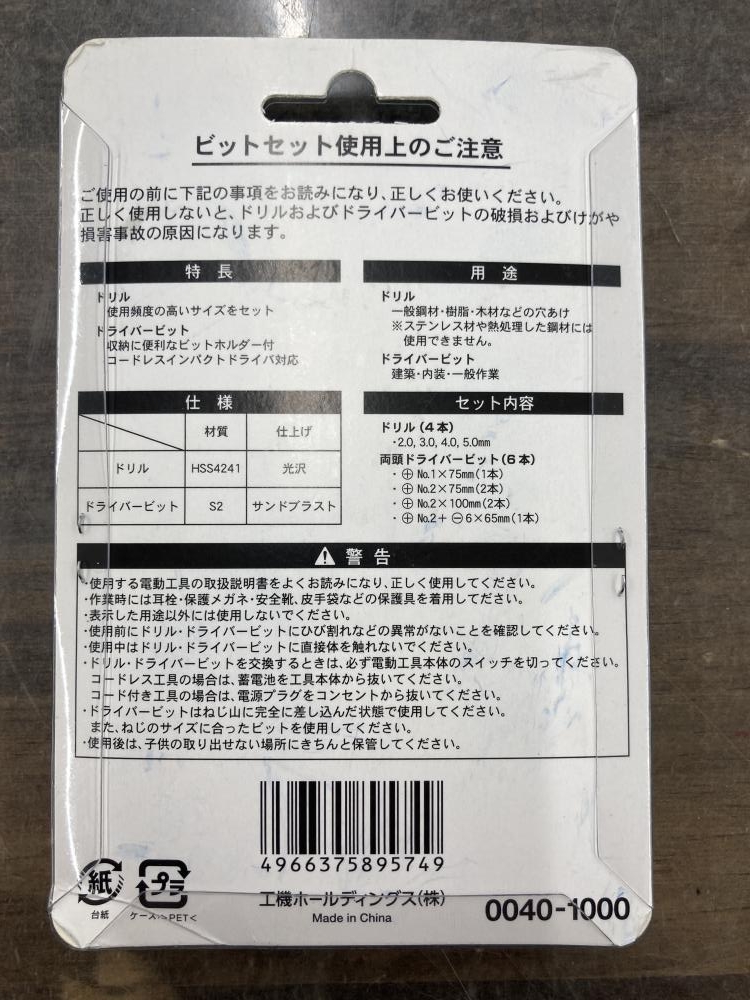 ビットセット使用上のご注意
ご使用の前に下記の事項をお読みになり、正しくお使いください。
正しく使用しないと、ドリルおよびドライバービットの破損およびけがや
損害事故の原因になります。
特長
ドリル
使用頻度の高いサイズをセット
ドライバービット
収納に便利なビットホルダー付
コードレスインパクトドライバ対応
用途
ドリル
一般鋼材・樹脂・木材などの穴あけ
※ステンレス材や熱処理した鋼材には
使用できません。
ドライバービット
建築・内装・一般作業
仕様
材質 仕上げ
ドリル HSS4241 光沢
ドライバービット S2 サンドブラスト
セット内容
ドリル(4本)
・2.0, 3.0, 4.0, 5.0mm
両頭ドライバービット(6本)
・⊕ №1×75mm(1本)
・⊕ №2×75mm(2本)
・⊕ №2×100mm(2本)
・⊕ №2+ ⊖6×65mm(1本)
⚠ 警告
・使用する電動工具の取扱説明書をよくお読みになり、正しく使用してください。
・作業時には耳栓・保護メガネ・安全靴、皮手袋などの保護具を着用してださい。
・表示した用途以外には使用しないでください。
・使用前にドリル・ドライバービットにひび割れなどの異常がないことを確認してください。
・使用中はドリル・ドライバービットに直接体を触れないでください。
・ドリル・ドライバービットを交換するときは、必ず電動工具本体のスイッチを切ってください。
コードレス工具の場合は、蓄電池を工具本体から抜いてください。
コード付き工具の場合は、電源プラグをコンセントから抜いてください。
・ドライバービットはねじ山に完全に差し込んだ状態で使用してください。
また、ねじのサイズに合ったビットを使用してください。
・使用後は、子供の取り出せない場所にきちんと保管してください。
4966375895749
紙
台紙
プラ
ケース>PET<
工機ホールディングス(株)
Made in China
0040-1000